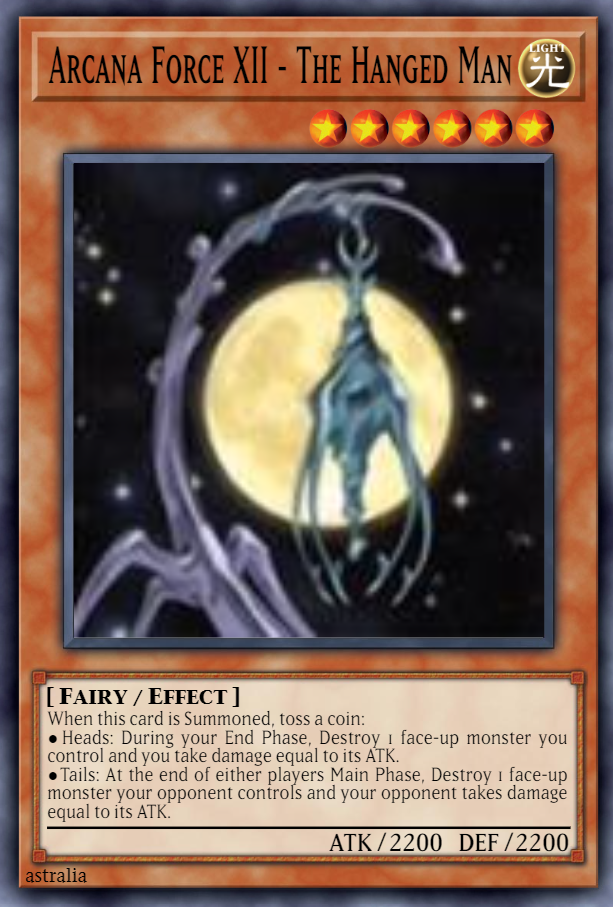 ARCANA FORCE XII - THE HANGED MAN
LIGHT
光
[ FAIRY / EFFECT ]
When this card is Summoned, toss a coin:
●Heads: During your End Phase, Destroy 1 face-up monster you
control and you take damage equal to its ATK.
●Tails: At the end of either players Main Phase, Destroy 1 face-up
monster your opponent controls and your opponent takes damage
equal to its ATK.
ATK/2200 DEF/2200
astralia